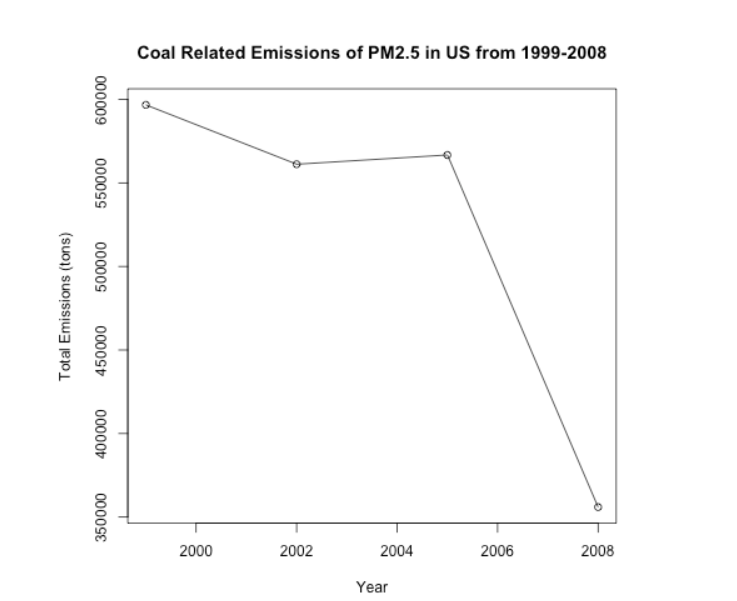 Coal Related Emissions of PM2.5 in US from 1999-2008
Total Emissions (tons)
600000
550000
500000
450000
400000
350000
2000 2002 2004 2006 2008
Year